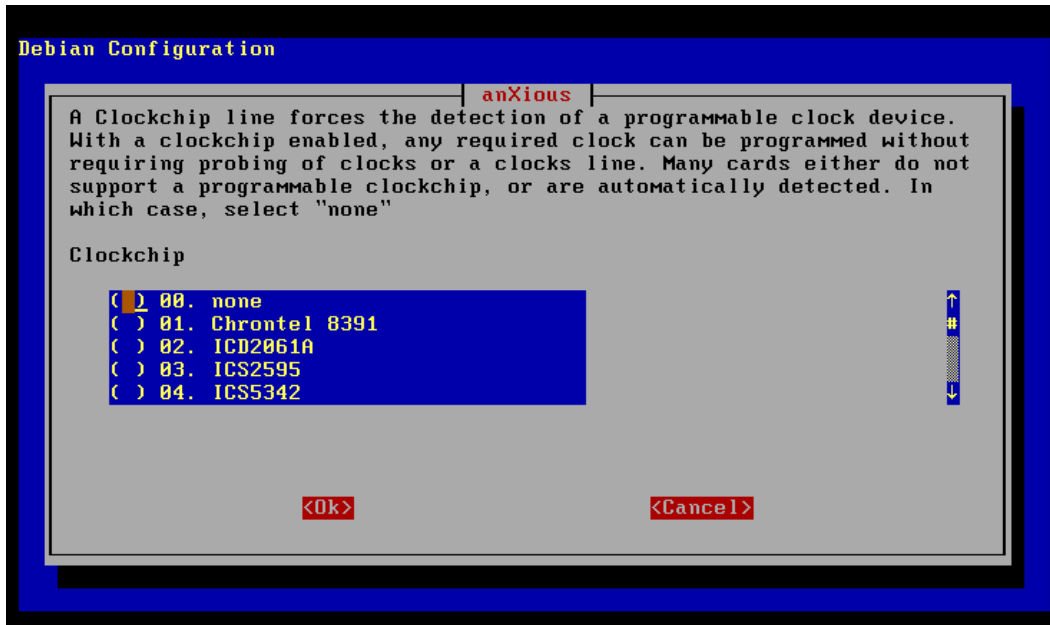 Debian Configuration
anXious
A Clockchip line forces the detection of a programmable clock device.
With a clockchip enabled, any required clock can be programmed without
requiring probing of clocks or a clocks line. Many cards either do not
support a programmable clockchip, or are automatically detected. In
which case, select "none"
Clockchip
( ) 00. none
( ) 01. Chrontel 8391
( ) 02. ICD2061A
( ) 03. ICS2595
( ) 04. ICS5342
↑
#
↓
<Ok> <Cancel>